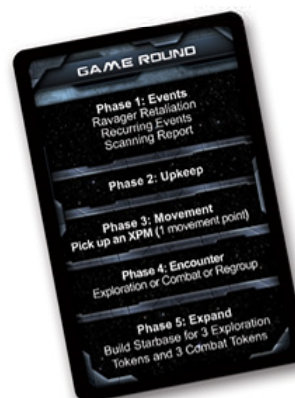 GAME ROUND
Phase 1: Events
Ravager Retaliation
Recurring Events
Scanning Report
Phase 2: Upkeep
Phase 3: Movement
Pick up an XPM (1 movement point)
Phase 4: Encounter
Exploration or Combat or Regroup
Phase 5: Expand
Build Starbase for 3 Exploration
Tokens and 3 Combat Tokens